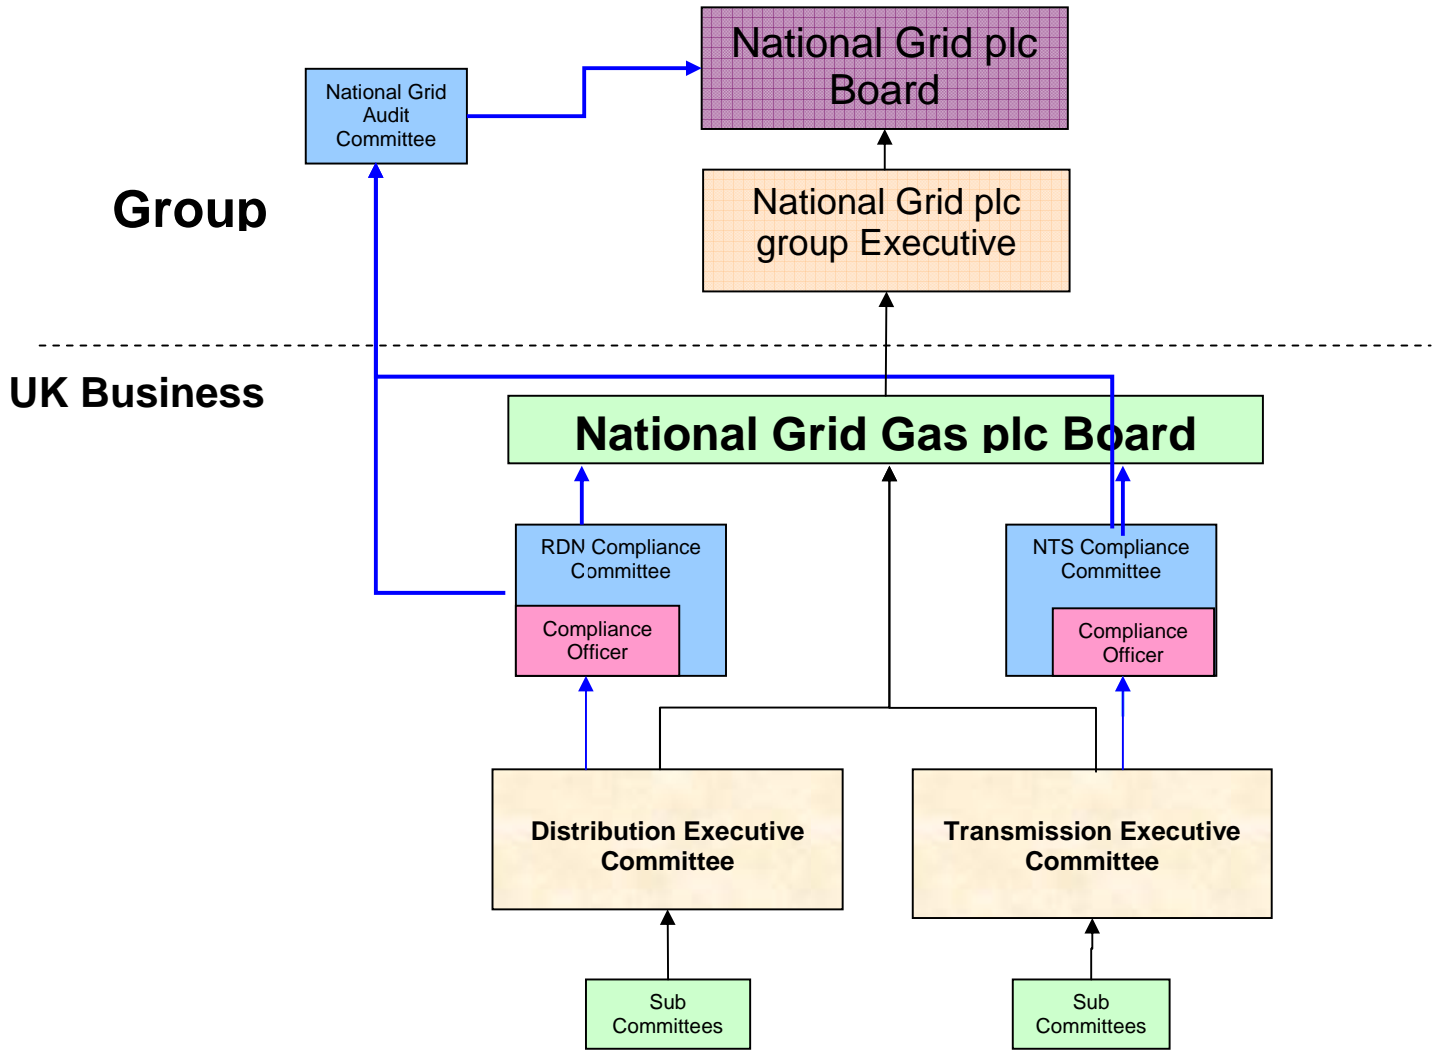 National Grid plc
Board
National Grid
Audit
Committee
Group
National Grid plc
group Executive
UK Business
National Grid Gas plc Board
RDN Compliance
Committee
Compliance
Officer
NTS Compliance
Committee
Compliance
Officer
Distribution Executive
Committee
Transmission Executive
Committee
Sub
Committees
Sub
Committees